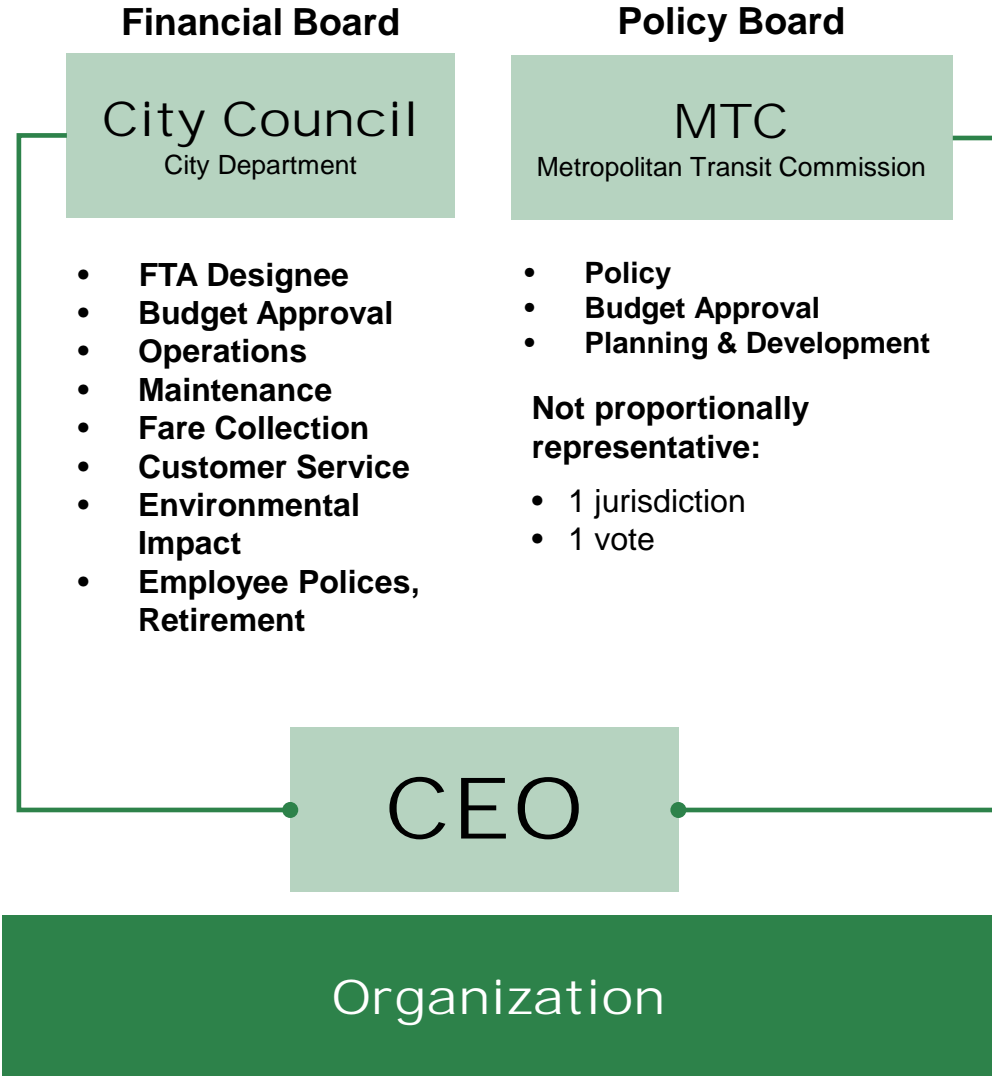 Financial Board
City Council
City Department
• FTA Designee
• Budget Approval
• Operations
• Maintenance
• Fare Collection
• Customer Service
• Environmental
Impact
• Employee Polices,
Retirement
Policy Board
MTC
Metropolitan Transit Commission
• Policy
• Budget Approval
• Planning & Development
Not proportionally
representative:
• 1 jurisdiction
• 1 vote
CEO
Organization